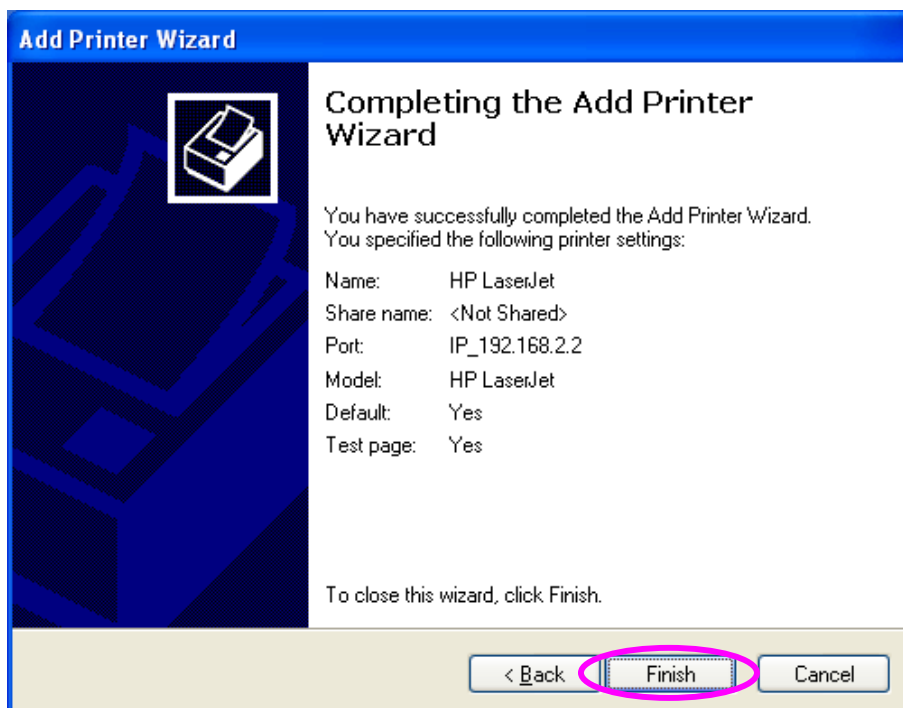 Add Printer Wizard
Completing the Add Printer
Wizard
You have successfully completed the Add Printer Wizard.
You specified the following printer settings:
Name: HP LaserJet
Share name: <Not Shared>
Port: IP_192.168.2.2
Model: HP LaserJet
Default: Yes
Test page: Yes
To close this wizard, click Finish.
< Back Finish Cancel